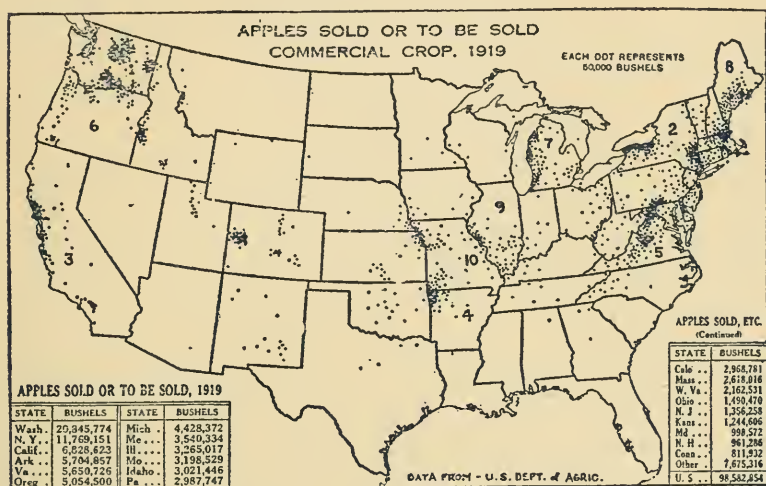 APPLES SOLD OR TO BE SOLD
COMMERCIAL CROP. 1919
EACH DOT REPRESENTS
50,000 BUSHELS
8
6
2
7
9
3
10
5
4
APPLES SOLD OR TO BE SOLD, 1919
STATE BUSHELS STATE BUSHELS
Wash. Mich . 4,428,372
N. Y.. 11,769,151 Me... 3,540,334
Calif.. 6,828,623 Ill.... 3,265,017
Ark .. Mo... 3,198,529
Va... 5,650,726 Idaho. 3,021,446
Oreg . 5,054,500 Pa ... 2,987,747
DATA FROM - U.S. DEPT. of AGRIC.
APPLES SOLD, ETC.
(Continued)
STATE BUSHELS
Colo .. 2,968,781
Mass.. 2,618,016
W. Va.. 2,162,531
Ohio .. 1,490,470
N. J ... 1,356,258
Kans .. 1,244,606
Md ... 998,572
N. H .. 961,286
Conn .. 811,932
Other . 7,675,316
U. S .. 98,582,854